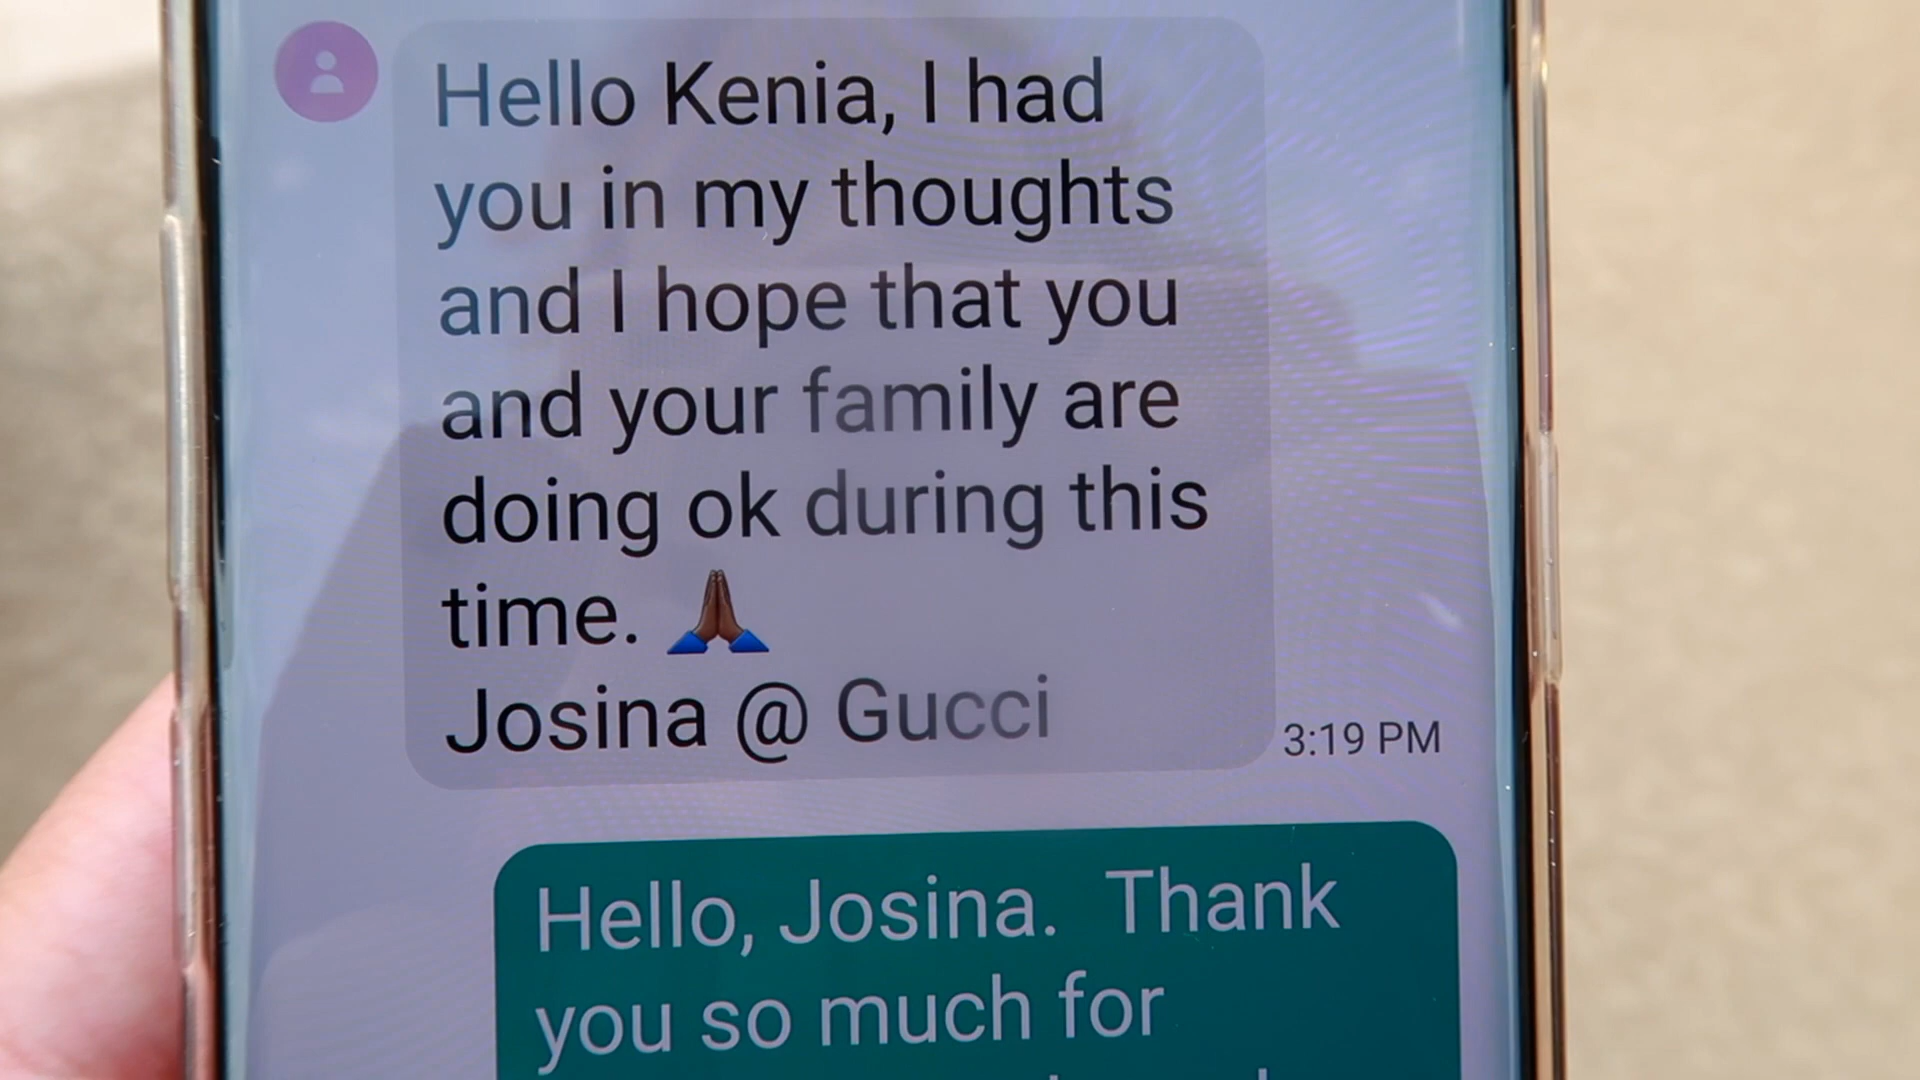 Hello Kenia, I had
you in my thoughts
and I hope that you
and your family are
doing ok during this
time. 🙏🏾
Josina @ Gucci
3:19 PM
Hello, Josina.  Thank
you so much for